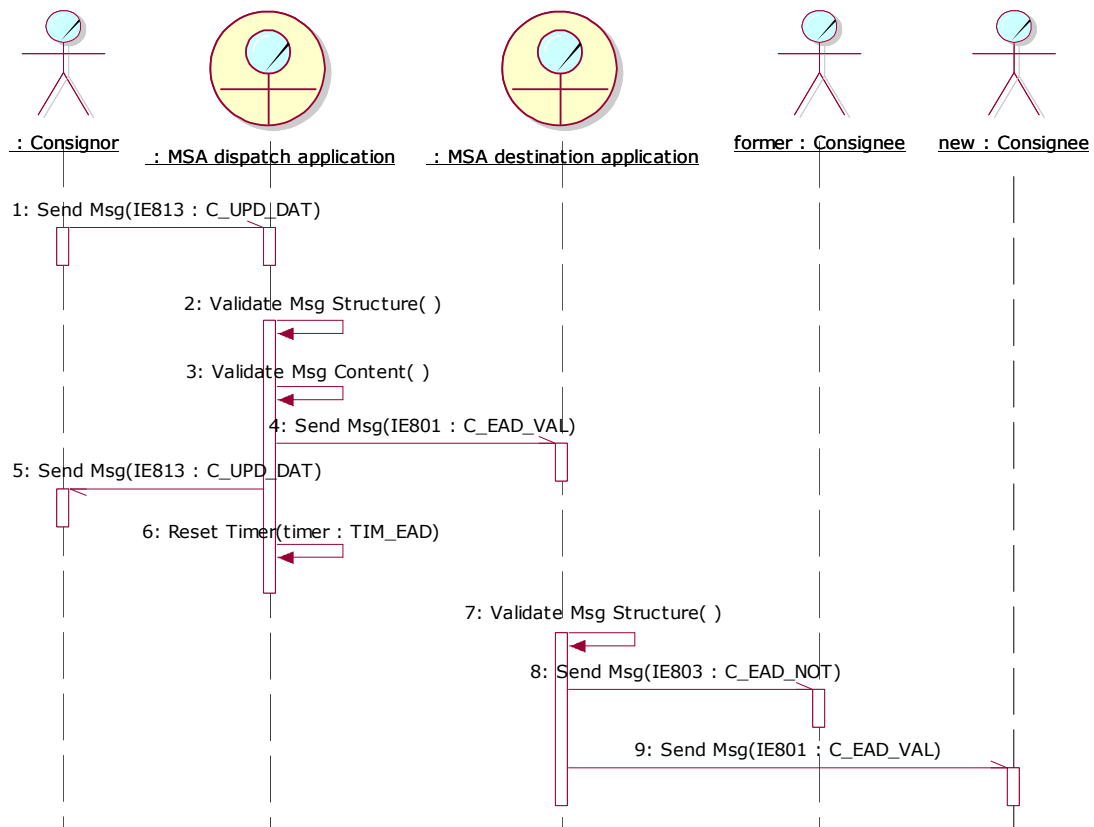 : Consignor
: MSA dispatch application
: MSA destination application
former : Consignee
new : Consignee
1: Send Msg(IE813 : C_UPD_DAT)
2: Validate Msg Structure( )
3: Validate Msg Content( )
4: Send Msg(IE801 : C_EAD_VAL)
5: Send Msg(IE813 : C_UPD_DAT)
6: Reset Timer(timer : TIM_EAD)
7: Validate Msg Structure( )
8: Send Msg(IE803 : C_EAD_NOT)
9: Send Msg(IE801 : C_EAD_VAL)